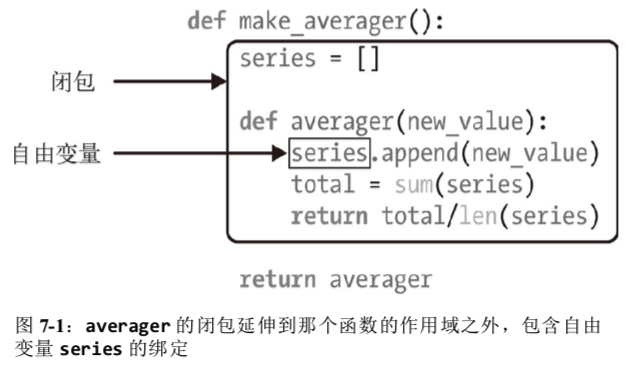 def make_averager():
series = []
闭包
def averager(new_value):
自由变量 series.append(new_value)
total = sum(series)
return total/len(series)
return averager
图 7-1：averager 的闭包延伸到那个函数的作用域之外，包含自由
变量 series 的绑定